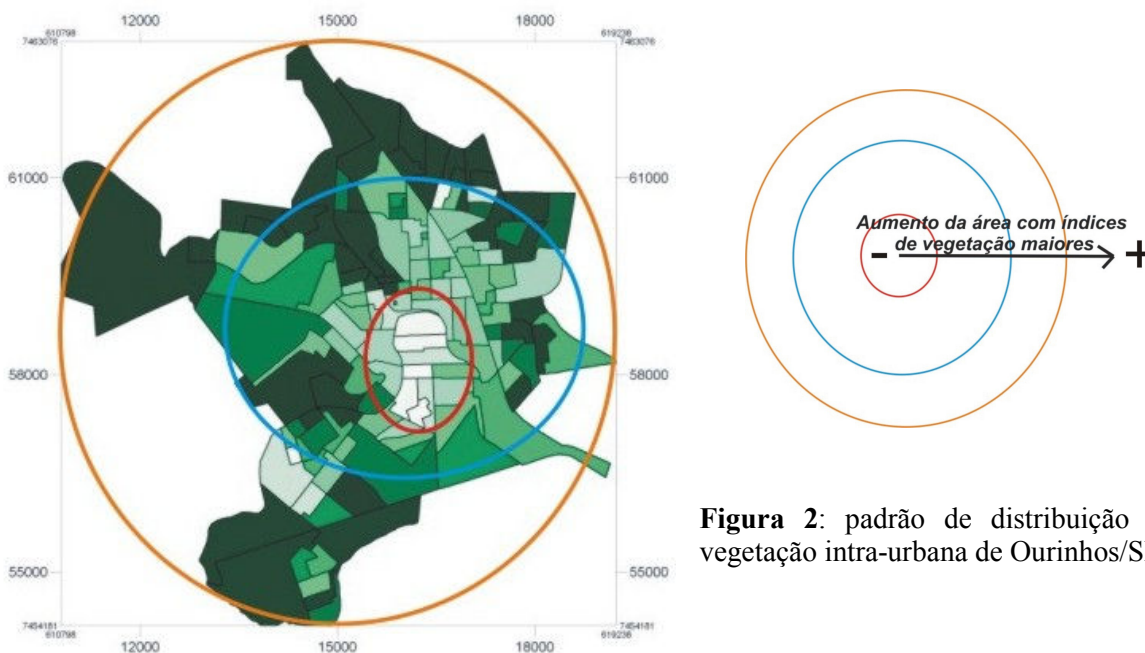 12000 15000 18000
610798 619236
7463076 7463076
61000 61000
58000 58000
55000 55000
7454181 7454181
610798 619236
12000 15000 18000
Aumento da área com índices
de vegetação maiores
- +
Figura 2: padrão de distribuição
vegetação intra-urbana de Ourinhos/S